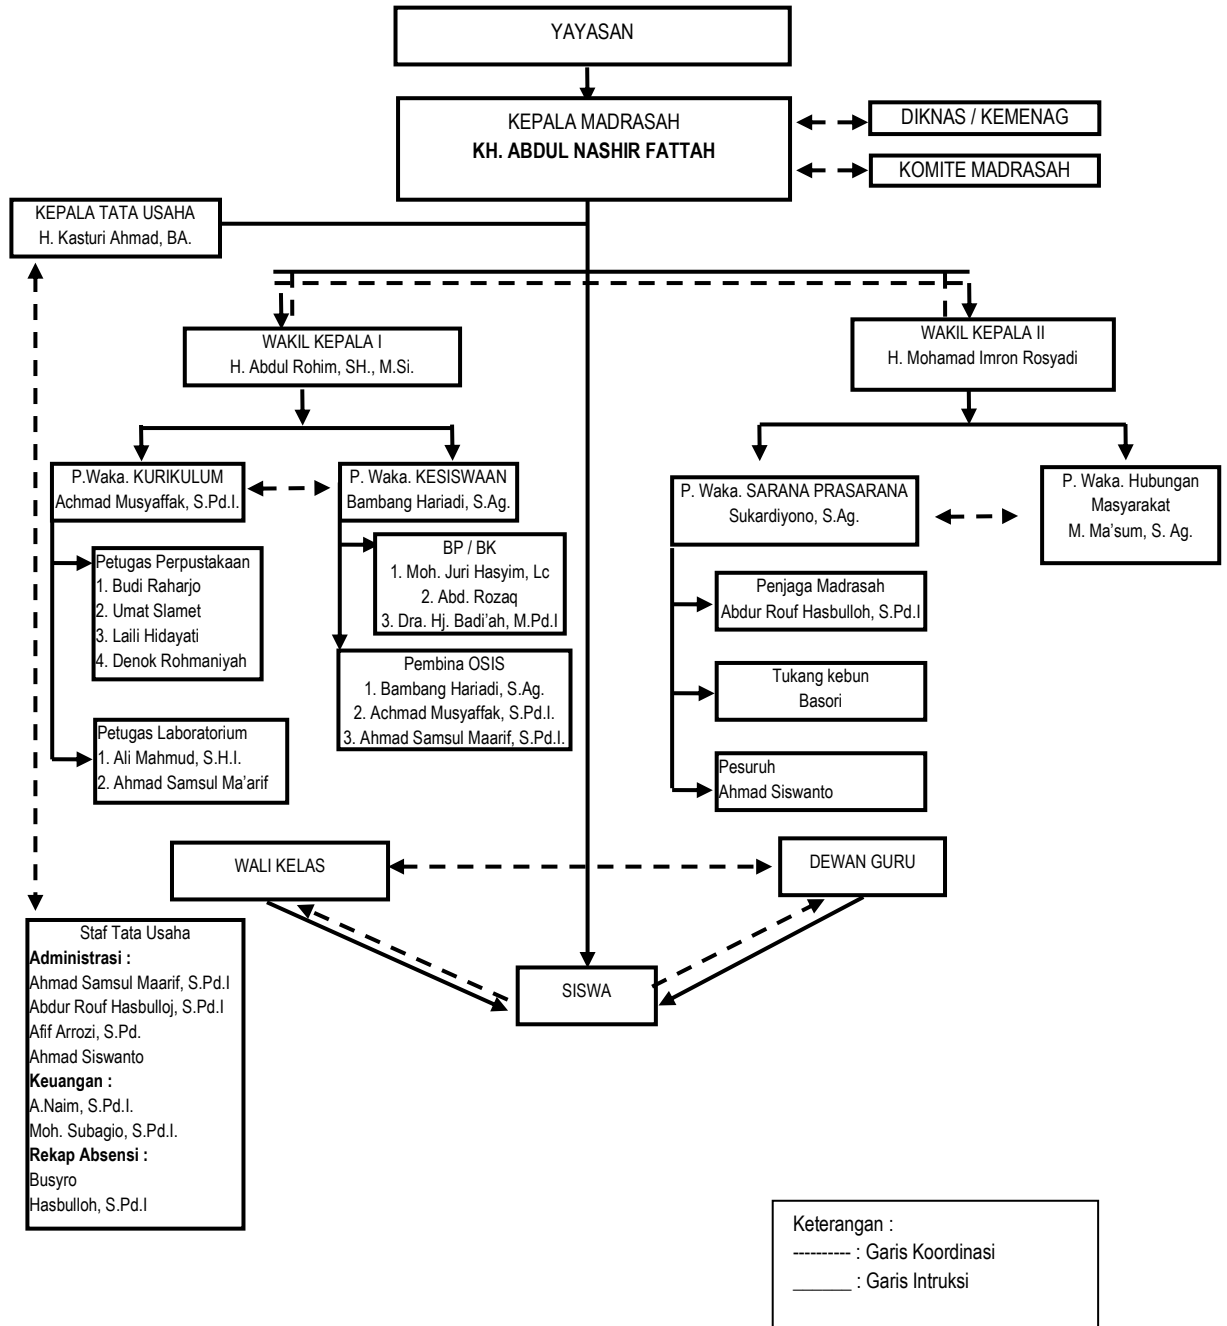 YAYASAN
KEPALA MADRASAH
KH. ABDUL NASHIR FATTAH
DIKNAS / KEMENAG
KOMITE MADRASAH
KEPALA TATA USAHA
H. Kasturi Ahmad, BA.
WAKIL KEPALA I
H. Abdul Rohim, SH., M.Si.
WAKIL KEPALA II
H. Mohamad Imron Rosyadi
P.Waka. KURIKULUM
Achmad Musyaffak, S.Pd.I.
P. Waka. KESISWAAN
Bambang Hariadi, S.Ag.
P. Waka. SARANA PRASARANA
Sukardiyono, S.Ag.
P. Waka. Hubungan
Masyarakat
M. Ma'sum, S. Ag.
Petugas Perpustakaan
1. Budi Raharjo
2. Umat Slamet
3. Laili Hidayati
4. Denok Rohmaniyah
BP / BK
1. Moh. Juri Hasyim, Lc
2. Abd. Rozaq
3. Dra. Hj. Badi'ah, M.Pd.I
Pembina OSIS
1. Bambang Hariadi, S.Ag.
2. Achmad Musyaffak, S.Pd.I.
3. Ahmad Samsul Maarif, S.Pd.I.
Penjaga Madrasah
Abdur Rouf Hasbulloh, S.Pd.I
Tukang kebun
Basori
Petugas Laboratorium
1. Ali Mahmud, S.H.I.
2. Ahmad Samsul Ma'arif
Pesuruh
Ahmad Siswanto
WALI KELAS
DEWAN GURU
SISWA
Staf Tata Usaha
Administrasi :
Ahmad Samsul Maarif, S.Pd.I
Abdur Rouf Hasbulloj, S.Pd.I
Afif Arrozi, S.Pd.
Ahmad Siswanto
Keuangan :
A.Naim, S.Pd.I.
Moh. Subagio, S.Pd.I.
Rekap Absensi :
Busyro
Hasbulloh, S.Pd.I
Keterangan :
---------- : Garis Koordinasi
______ : Garis Intruksi